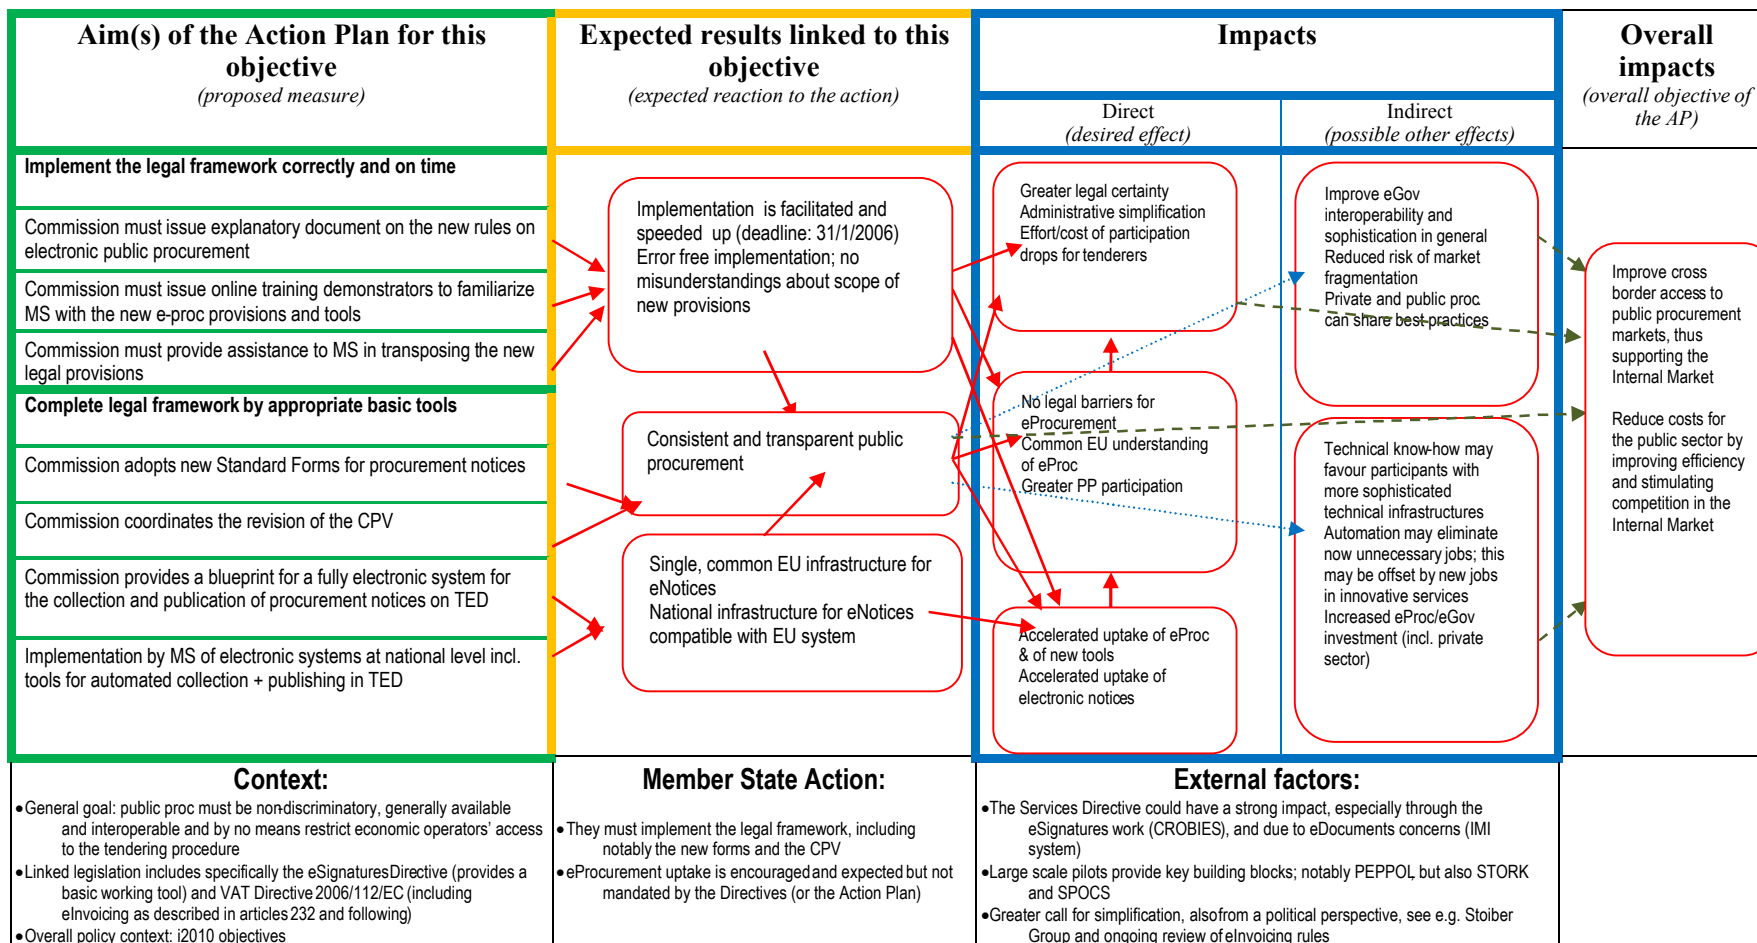 Aim(s) of the Action Plan for this
objective
(proposed measure)
Expected results linked to this
objective
(expected reaction to the action)
Impacts
Direct
(desired effect)
Indirect
(possible other effects)
Overall
impacts
(overall objective of
the AP)
Implement the legal framework correctly and on time
Commission must issue explanatory document on the new rules on
electronic public procurement
Commission must issue online training demonstrators to familiarize
MS with the new e-proc provisions and tools
Commission must provide assistance to MS in transposing the new
legal provisions
Complete legal framework by appropriate basic tools
Commission adopts new Standard Forms for procurement notices
Commission coordinates the revision of the CPV
Commission provides a blueprint for a fully electronic system for
the collection and publication of procurement notices on TED
Implementation by MS of electronic systems at national level incl.
tools for automated collection + publishing in TED
Implementation is facilitated and
speeded up (deadline: 31/1/2006)
Error free implementation; no
misunderstandings about scope of
new provisions
Consistent and transparent public
procurement
Single, common EU infrastructure for
eNotices
National infrastructure for eNotices
compatible with EU system
Greater legal certainty
Administrative simplification
Effort/cost of participation
drops for tenderers
No legal barriers for
eProcurement
Common EU understanding
of eProc
Greater PP participation
Accelerated uptake of eProc
& of new tools
Accelerated uptake of
electronic notices
Improve eGov
interoperability and
sophistication in general
Reduced risk of market
fragmentation
Private and public proc.
can share best practices
Technical know-how may
favour participants with
more sophisticated
technical infrastructures
Automation may eliminate
now unnecessary jobs; this
may be offset by new jobs
in innovative services
Increased eProc/eGov
investment (incl. private
sector)
Improve cross
border access to
public procurement
markets, thus
supporting the
Internal Market
Reduce costs for
the public sector by
improving efficiency
and stimulating
competition in the
Internal Market
Context:
•General goal: public proc must be non-discriminatory, generally available
and interoperable and by no means restrict economic operators' access
to the tendering procedure
•Linked legislation includes specifically the eSignatures Directive (provides a
basic working tool) and VAT Directive 2006/112/EC (including
eInvoicing as described in articles 232 and following)
•Overall policy context: i2010 objectives
Member State Action:
•They must implement the legal framework, including
notably the new forms and the CPV
•eProcurement uptake is encouraged and expected but not
mandated by the Directives (or the Action Plan)
External factors:
•The Services Directive could have a strong impact, especially through the
eSignatures work (CROBIES), and due to eDocuments concerns (IMI
system)
•Large scale pilots provide key building blocks; notably PEPPOL, but also STORK
and SPOCS
•Greater call for simplification, also from a political perspective, see e.g. Stoiber
Group and ongoing review of eInvoicing rules